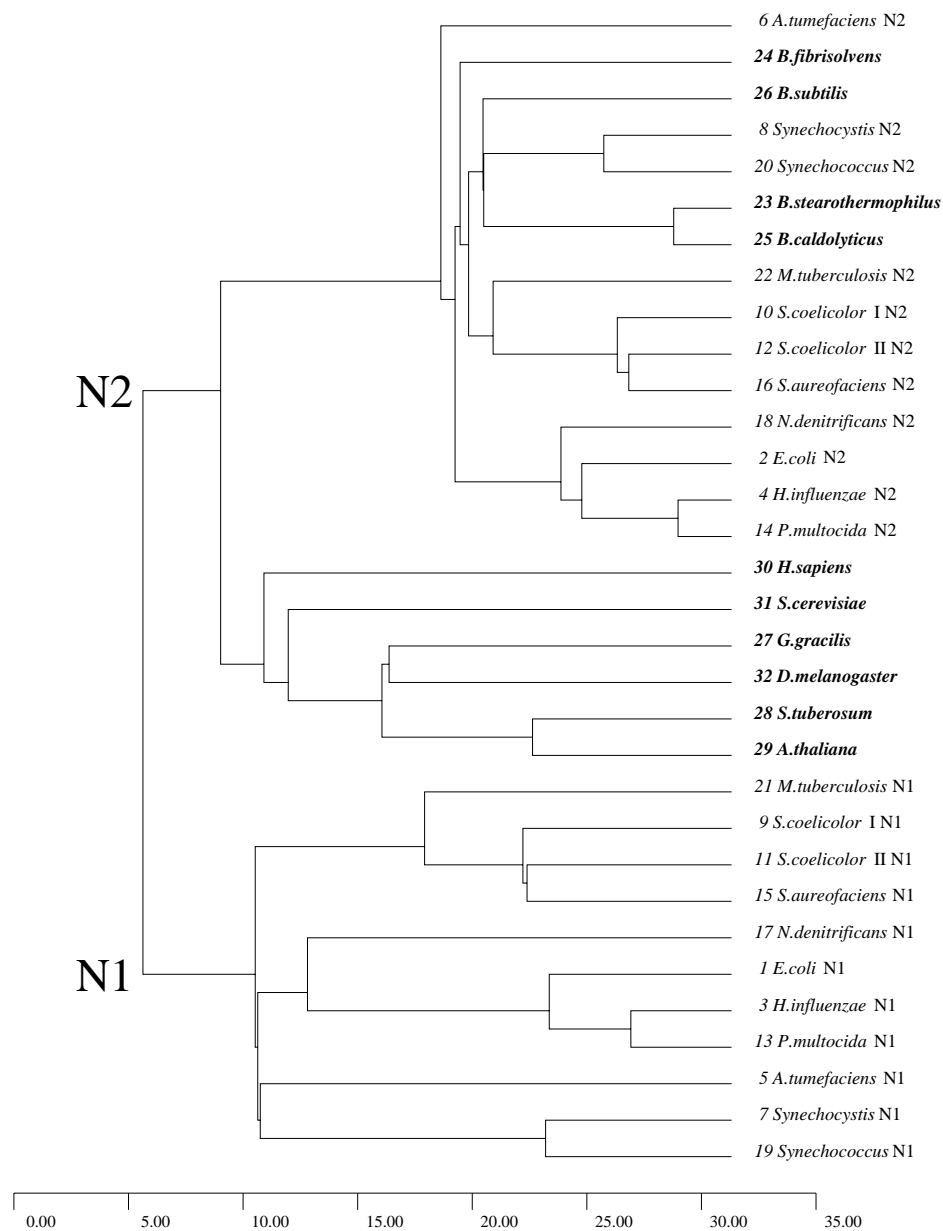 6 A.tumefaciens N2
24 B.fibrisolvens
26 B.subtilis
8 Synechocystis N2
20 Synechococcus N2
23 B.stearothermophilus
25 B.caldolyticus
22 M.tuberculosis N2
10 S.coelicolor I N2
12 S.coelicolor II N2
N2
16 S.aureofaciens N2
18 N.denitrificans N2
2 E.coli N2
4 H.influenzae N2
14 P.multocida N2
30 H.sapiens
31 S.cerevisiae
27 G.gracilis
32 D.melanogaster
28 S.tuberosum
29 A.thaliana
21 M.tuberculosis N1
9 S.coelicolor I N1
11 S.coelicolor II N1
15 S.aureofaciens N1
17 N.denitrificans N1
N1
1 E.coli N1
3 H.influenzae N1
13 P.multocida N1
5 A.tumefaciens N1
7 Synechocystis N1
19 Synechococcus N1
0.00 5.00 10.00 15.00 20.00 25.00 30.00 35.00